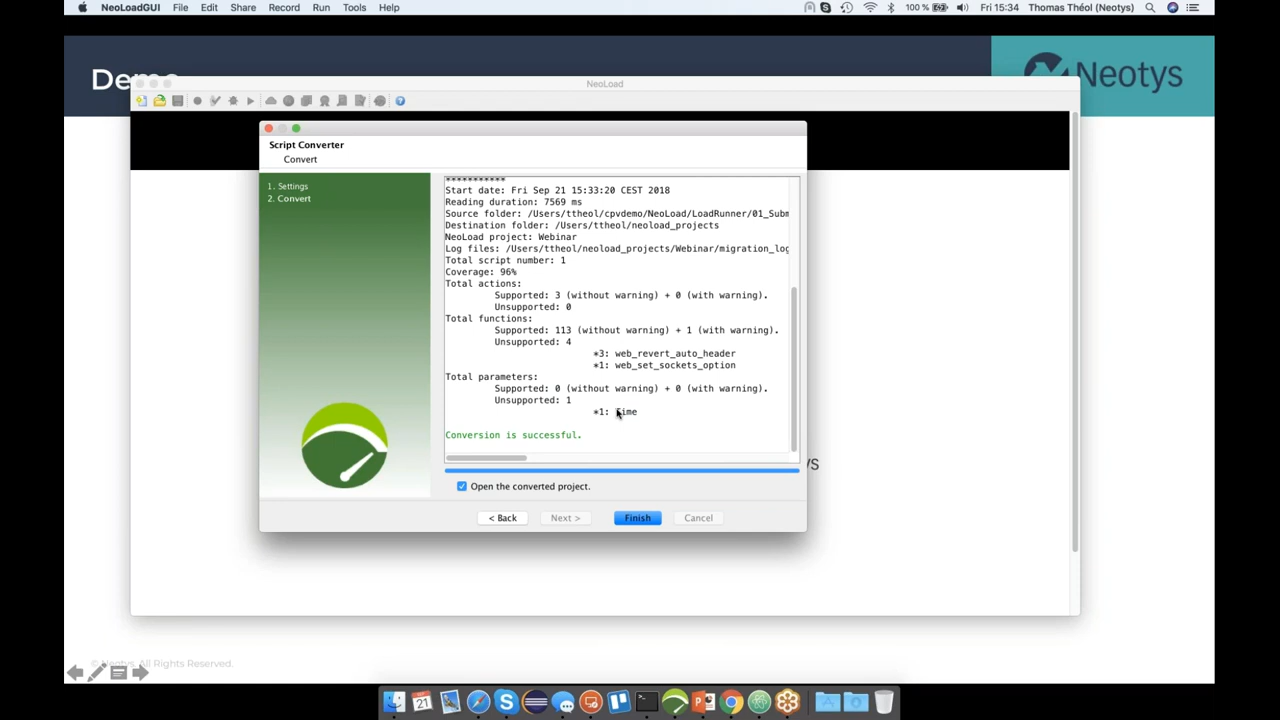 NeoLoadGUI File Edit Share Record Run Tools Help
100 % Fri 15:34 Thomas Théol (Neotys)
Neotys
NeoLoad
Script Converter
Convert
1. Settings
2. Convert
***********
Start date: Fri Sep 21 15:33:20 CEST 2018
Reading duration: 7569 ms
Source folder: /Users/ttheol/cpvdemo/NeoLoad/LoadRunner/01_Subm
Destination folder: /Users/ttheol/neoload_projects
NeoLoad project: Webinar
Log files: /Users/ttheol/neoload_projects/Webinar/migration_log
Total script number: 1
Coverage: 96%
Total actions:
Supported: 3 (without warning) + 0 (with warning).
Unsupported: 0
Total functions:
Supported: 113 (without warning) + 1 (with warning).
Unsupported: 4
*3: web_revert_auto_header
*1: web_set_sockets_option
Total parameters:
Supported: 0 (without warning) + 0 (with warning).
Unsupported: 1
*1: Time
Conversion is successful.
ys
Open the converted project.
< Back Next > Finish Cancel
© Neotys. All Rights Reserved.
21